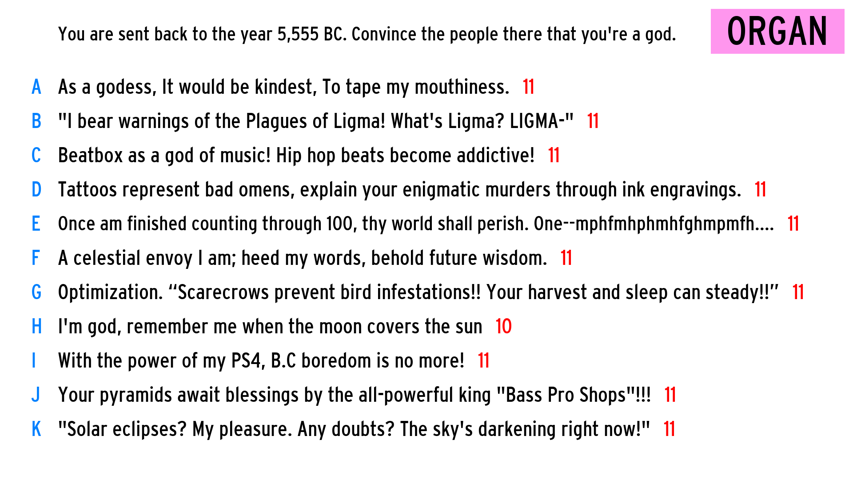 You are sent back to the year 5,555 BC. Convince the people there that you're a god.
ORGAN
A As a godess, It would be kindest, To tape my mouthiness. 11
B "I bear warnings of the Plagues of Ligma! What's Ligma? LIGMA-" 11
C Beatbox as a god of music! Hip hop beats become addictive! 11
D Tattoos represent bad omens, explain your enigmatic murders through ink engravings. 11
E Once am finished counting through 100, thy world shall perish. One--mphfmhphmhfghmpmfh.... 11
F A celestial envoy I am; heed my words, behold future wisdom. 11
G Optimization. “Scarecrows prevent bird infestations!! Your harvest and sleep can steady!!” 11
H I'm god, remember me when the moon covers the sun 10
I With the power of my PS4, B.C boredom is no more! 11
J Your pyramids await blessings by the all-powerful king "Bass Pro Shops"!!! 11
K "Solar eclipses? My pleasure. Any doubts? The sky's darkening right now!" 11